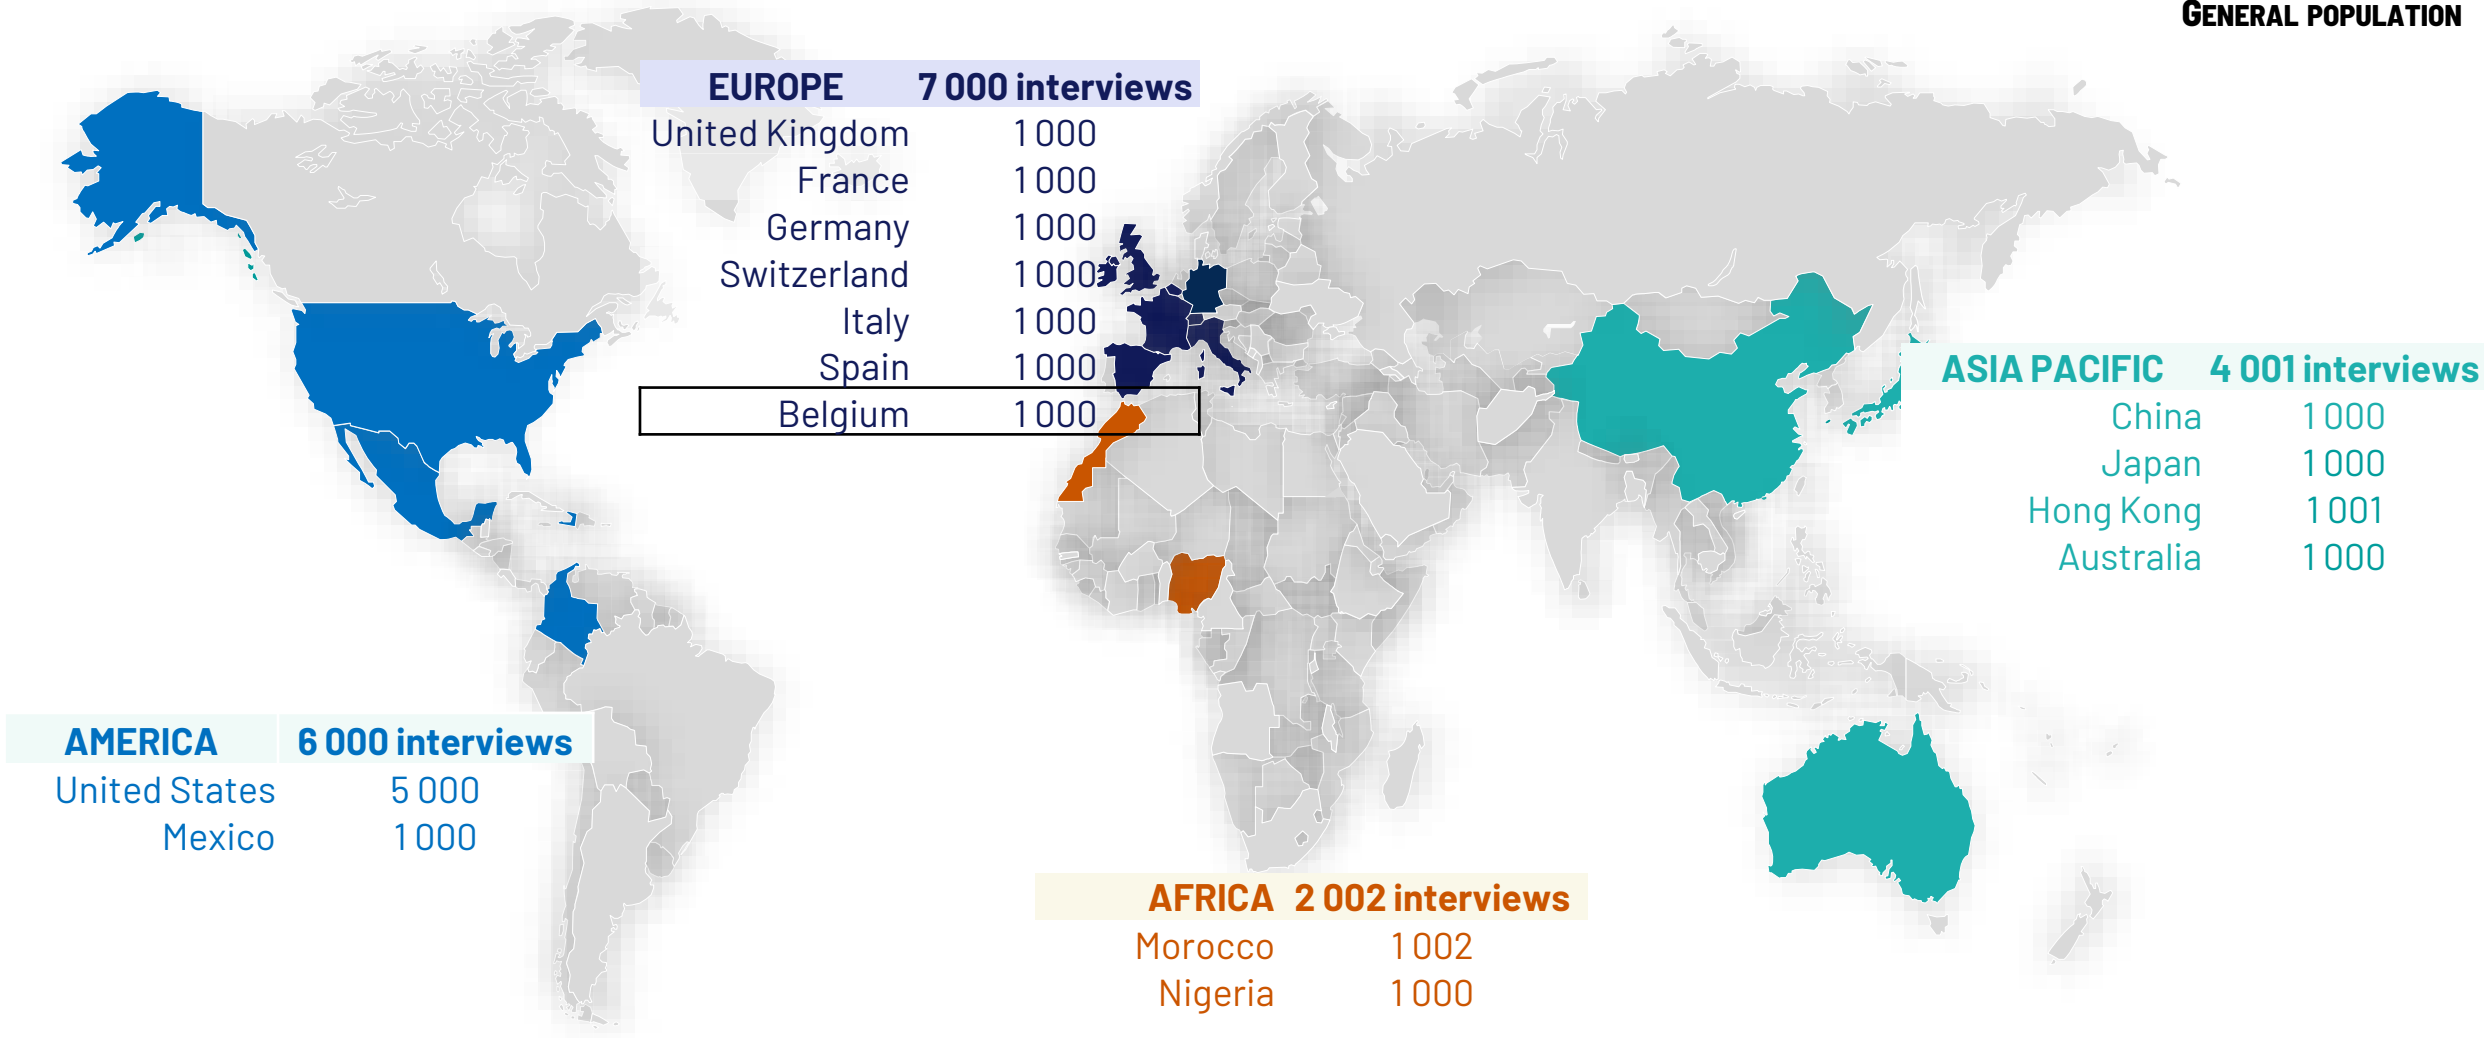 GENERAL POPULATION
EUROPE 7 000 interviews
United Kingdom 1 000
France 1 000
Germany 1 000
Switzerland 1 000
Italy 1 000
Spain 1 000
Belgium 1 000
ASIA PACIFIC 4 001 interviews
China 1 000
Japan 1 000
Hong Kong 1 001
Australia 1 000
AMERICA 6 000 interviews
United States 5 000
Mexico 1 000
AFRICA 2 002 interviews
Morocco 1 002
Nigeria 1 000